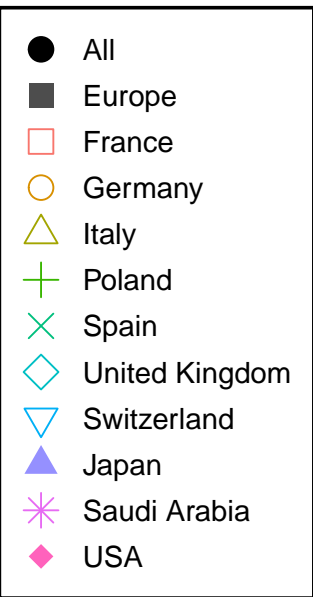 All
Europe
France
Germany
Italy
Poland
Spain
United Kingdom
Switzerland
Japan
Saudi Arabia
USA